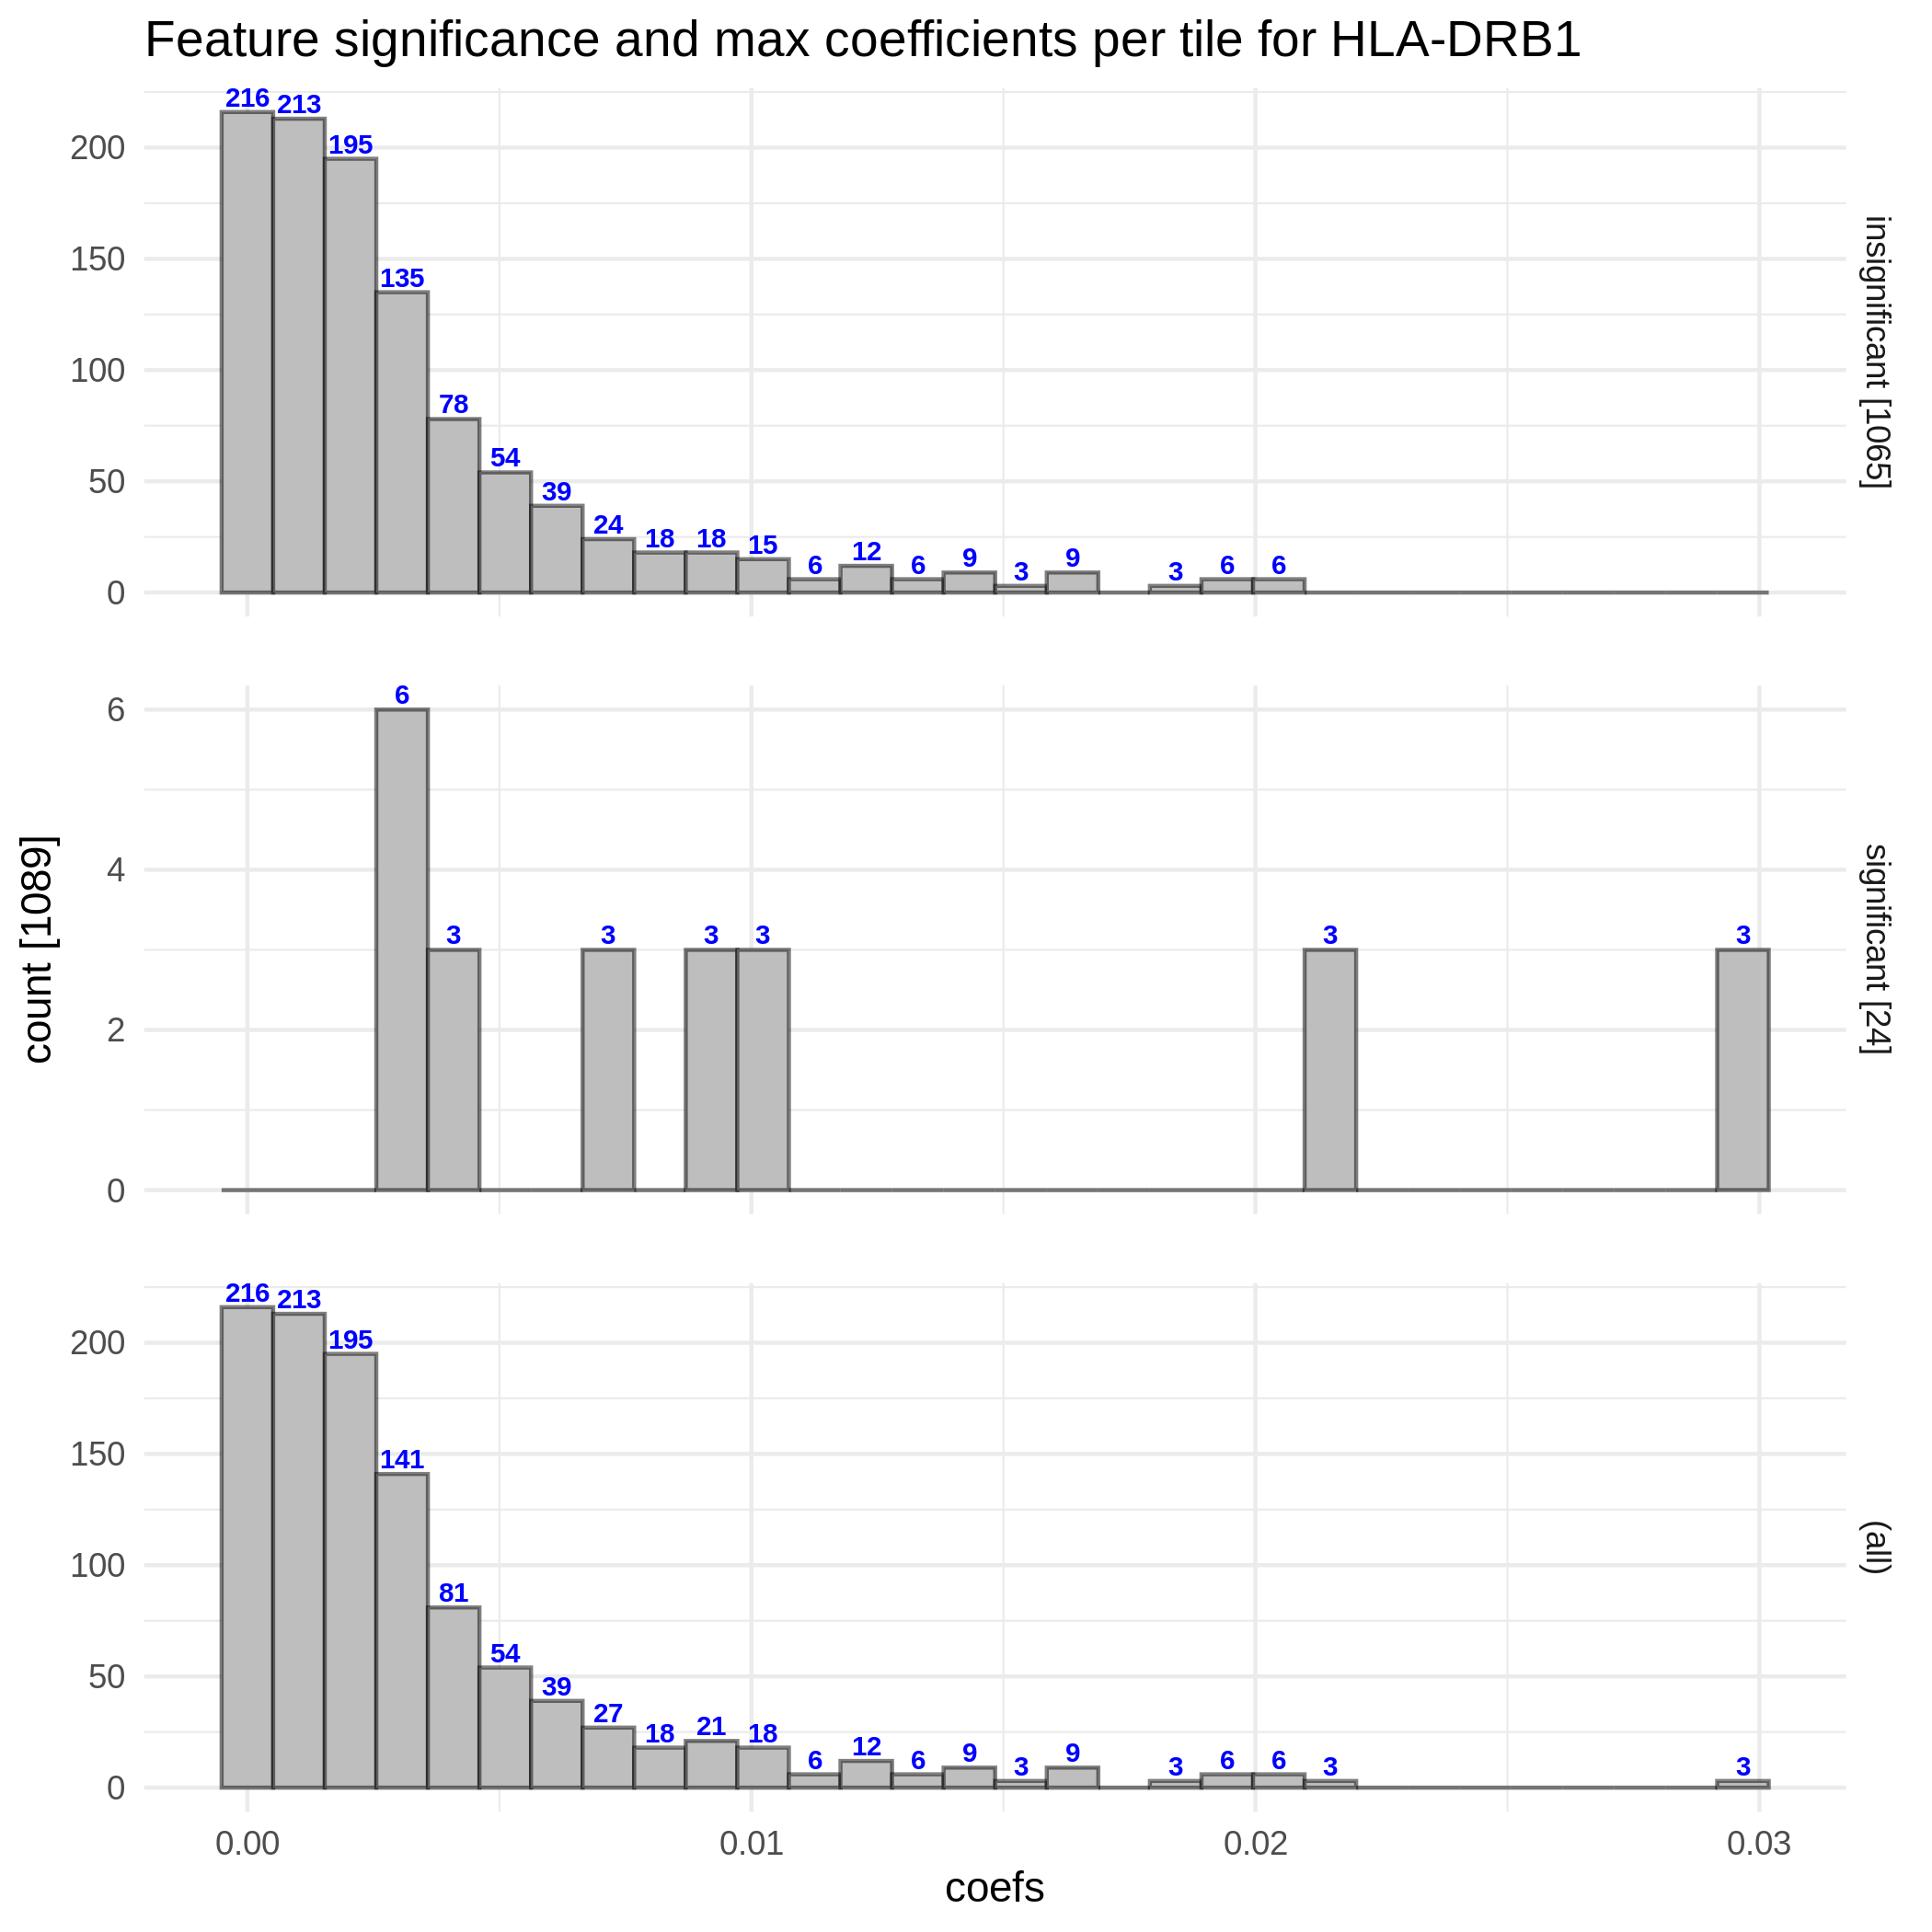 Feature significance and max coefficients per tile for HLA-DRB1
216 213 195 135 78 54 39 24 18 18 15 6 12 6 9 3 9 3 6 6
200
150
100
50
0
insignificant [1065]
6 3 3 3 3 3 3
6
4
2
0
significant [24]
count [1089]
216 213 195 141 81 54 39 27 18 21 18 6 12 6 9 3 9 3 6 6 3 3
200
150
100
50
0
(all)
0.00 0.01 0.02 0.03
coefs